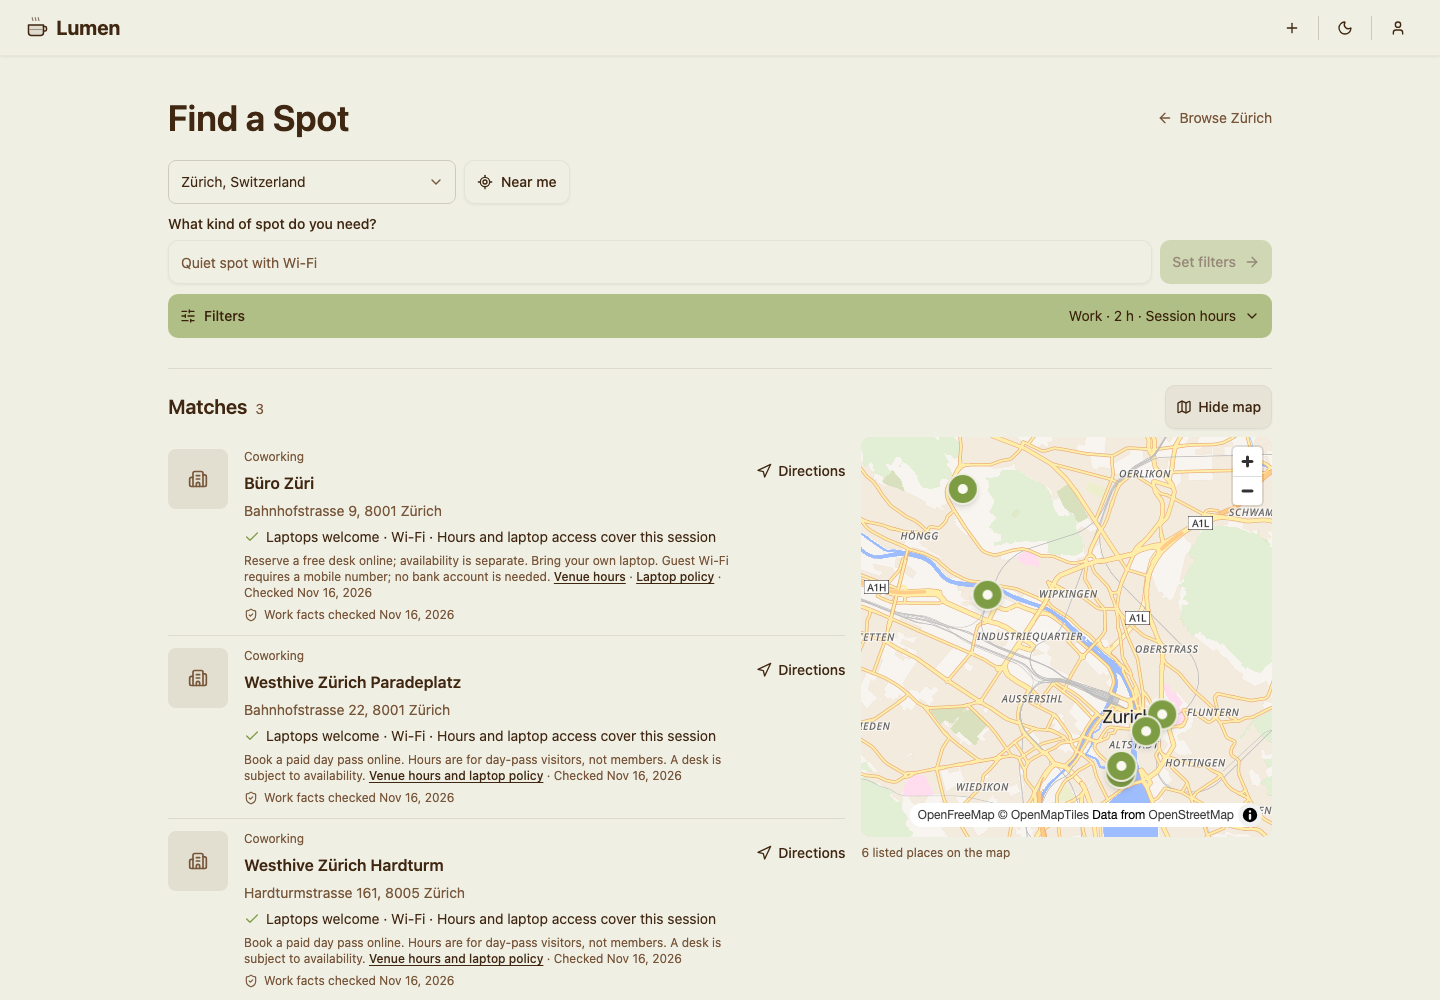 Lumen
Find a Spot
Browse Zürich
Zürich, Switzerland
Near me
What kind of spot do you need?
Quiet spot with Wi-Fi
Set filters
Filters
Work · 2 h · Session hours
Matches 3
Hide map
Coworking
Büro Züri
Directions
Bahnhofstrasse 9, 8001 Zürich
Laptops welcome · Wi-Fi · Hours and laptop access cover this session
Reserve a free desk online; availability is separate. Bring your own laptop. Guest Wi-Fi
requires a mobile number; no bank account is needed. Venue hours · Laptop policy ·
Checked Nov 16, 2026
Work facts checked Nov 16, 2026
Coworking
Westhive Zürich Paradeplatz
Directions
Bahnhofstrasse 22, 8001 Zürich
Laptops welcome · Wi-Fi · Hours and laptop access cover this session
Book a paid day pass online. Hours are for day-pass visitors, not members. A desk is
subject to availability. Venue hours and laptop policy · Checked Nov 16, 2026
Work facts checked Nov 16, 2026
Coworking
Westhive Zürich Hardturm
Directions
Hardturmstrasse 161, 8005 Zürich
Laptops welcome · Wi-Fi · Hours and laptop access cover this session
Book a paid day pass online. Hours are for day-pass visitors, not members. A desk is
subject to availability. Venue hours and laptop policy · Checked Nov 16, 2026
Work facts checked Nov 16, 2026
OERLIKON
SCHWAM
A1L
HÖNGG
A1H
WIPKINGEN
A1L
ETTEN
INDUSTRIEQUARTIER
OBERSTRASS
AUSSERSIHL
FLUNTERN
IEDEN
HOTTINGEN
WIEDIKON
OpenFreeMap © OpenMapTiles Data from OpenStreetMap
6 listed places on the map